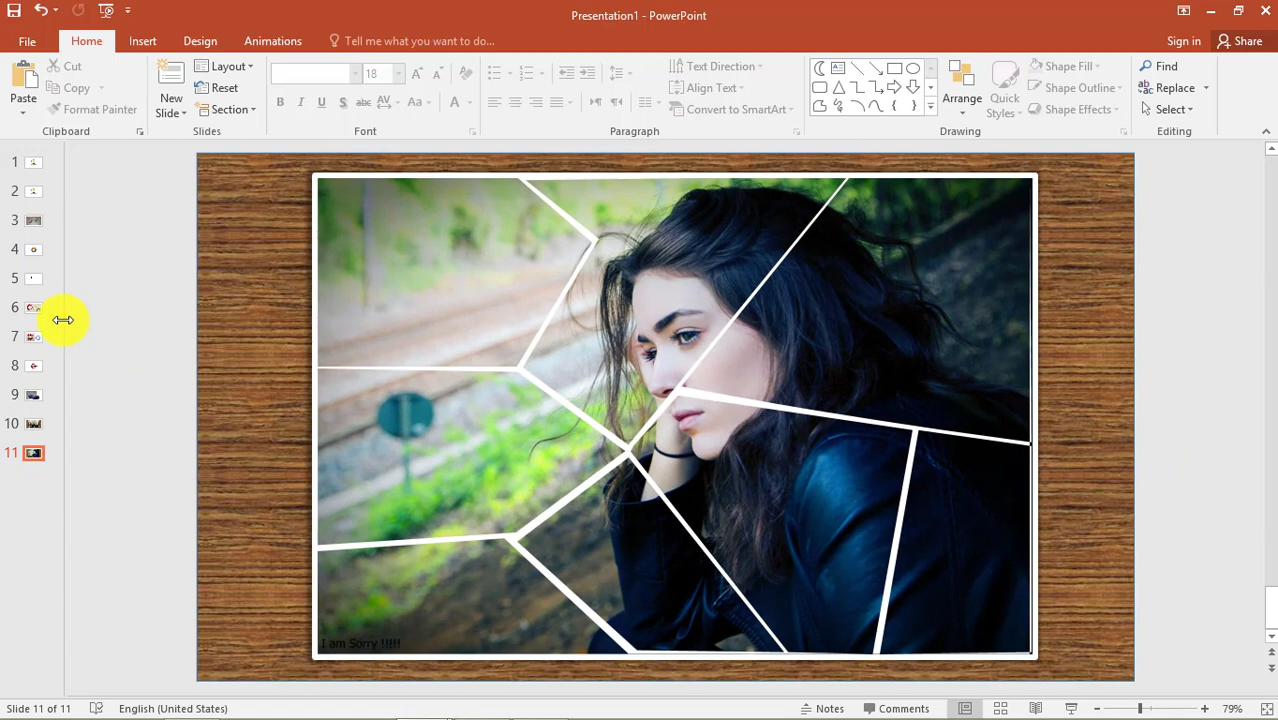 Presentation1 - PowerPoint
File Home Insert Design Animations Tell me what you want to do... Sign in Share
Paste
Cut
Copy
Format Painter
Clipboard
New Slide
Layout
Reset
Section
Slides
18
B I U S abc AV Aa A
Font
Text Direction
Align Text
Convert to SmartArt
Paragraph
Arrange
Quick Styles
Shape Fill
Shape Outline
Shape Effects
Drawing
Find
Replace
Select
Editing
1
2
3
4
5
6
7
8
9
10
11
I am Sorry !!!!!
Slide 11 of 11 English (United States) Notes Comments 79%